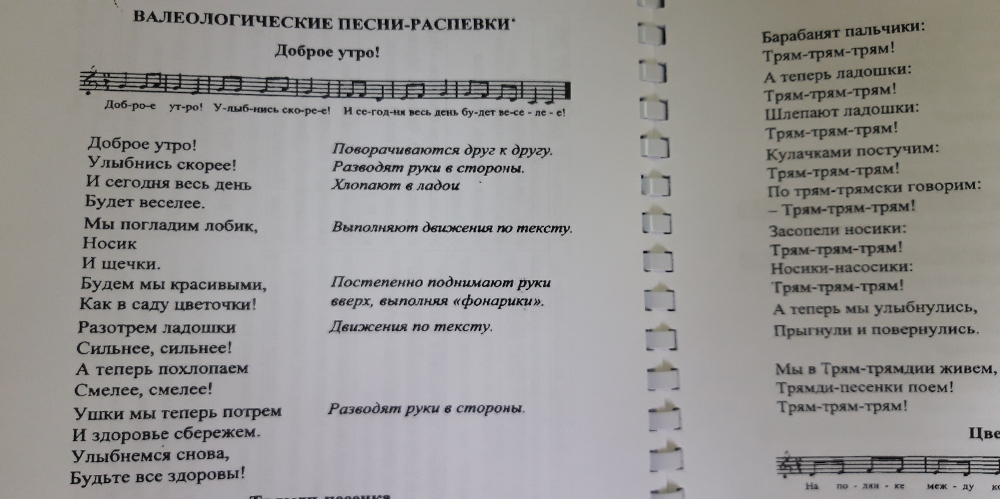 ВАЛЕОЛОГИЧЕСКИЕ ПЕСНИ-РАСПЕВКИ*
Доброе утро!
Доб-ро-е ут-ро! У-лыб-нись ско-ре-е! И се-год-ня весь день бу-дет ве-се - ле - е!
Доброе утро! Поворачиваются друг к другу.
Улыбнись скорее! Разводят руки в стороны.
И сегодня весь день Хлопают в ладои
Будет веселее.
Мы погладим лобик, Выполняют движения по тексту.
Носик
И щечки.
Будем мы красивыми, Постепенно поднимают руки
Как в саду цветочки! вверх, выполняя «фонарики».
Разотрем ладошки Движения по тексту.
Сильнее, сильнее!
А теперь похлопаем
Смелее, смелее!
Ушки мы теперь потрем Разводят руки в стороны.
И здоровье сбережем.
Улыбнемся снова,
Будьте все здоровы!
песенка
Барабанят пальчики:
Трям-трям-трям!
А теперь ладошки:
Трям-трям-трям!
Шлепают ладошки:
Трям-трям-трям!
Кулачками постучим:
Трям-трям-трям!
По трям-трямски говорим:
– Трям-трям-трям!
Засопели носики:
Трям-трям-трям!
Носики-насосики:
Трям-трям-трям!
А теперь мы улыбнулись,
Прыгнули и повернулись.
Мы в Трям-трямдии живем,
Трямди-песенки поем!
Трям-трям-трям!
Цве
На по - лян - ке меж - ду